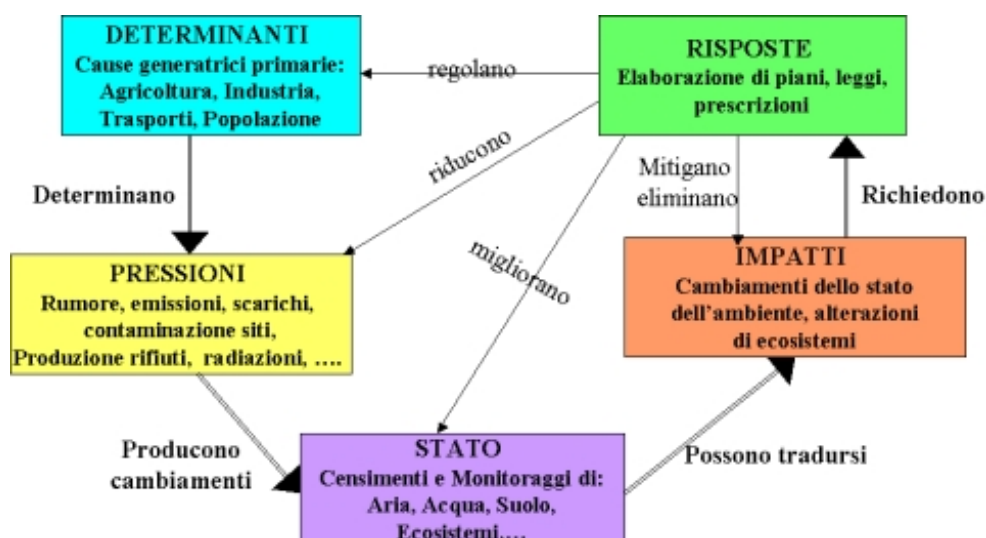 DETERMINANTI
Cause generatrici primarie:
Agricoltura, Industria,
Trasporti, Popolazione
regolano
RISPOSTE
Elaborazione di piani, leggi,
prescrizioni
Determinano
riducono
Mitigano
eliminano
Richiedono
PRESSIONI
Rumore, emissioni, scarichi,
contaminazione siti,
Produzione rifiuti, radiazioni, ….
migliorano
IMPATTI
Cambiamenti dello stato
dell’ambiente, alterazioni
di ecosistemi
Producono
cambiamenti
STATO
Censimenti e Monitoraggi di:
Aria, Acqua, Suolo,
Ecosistemi….
Possono tradursi